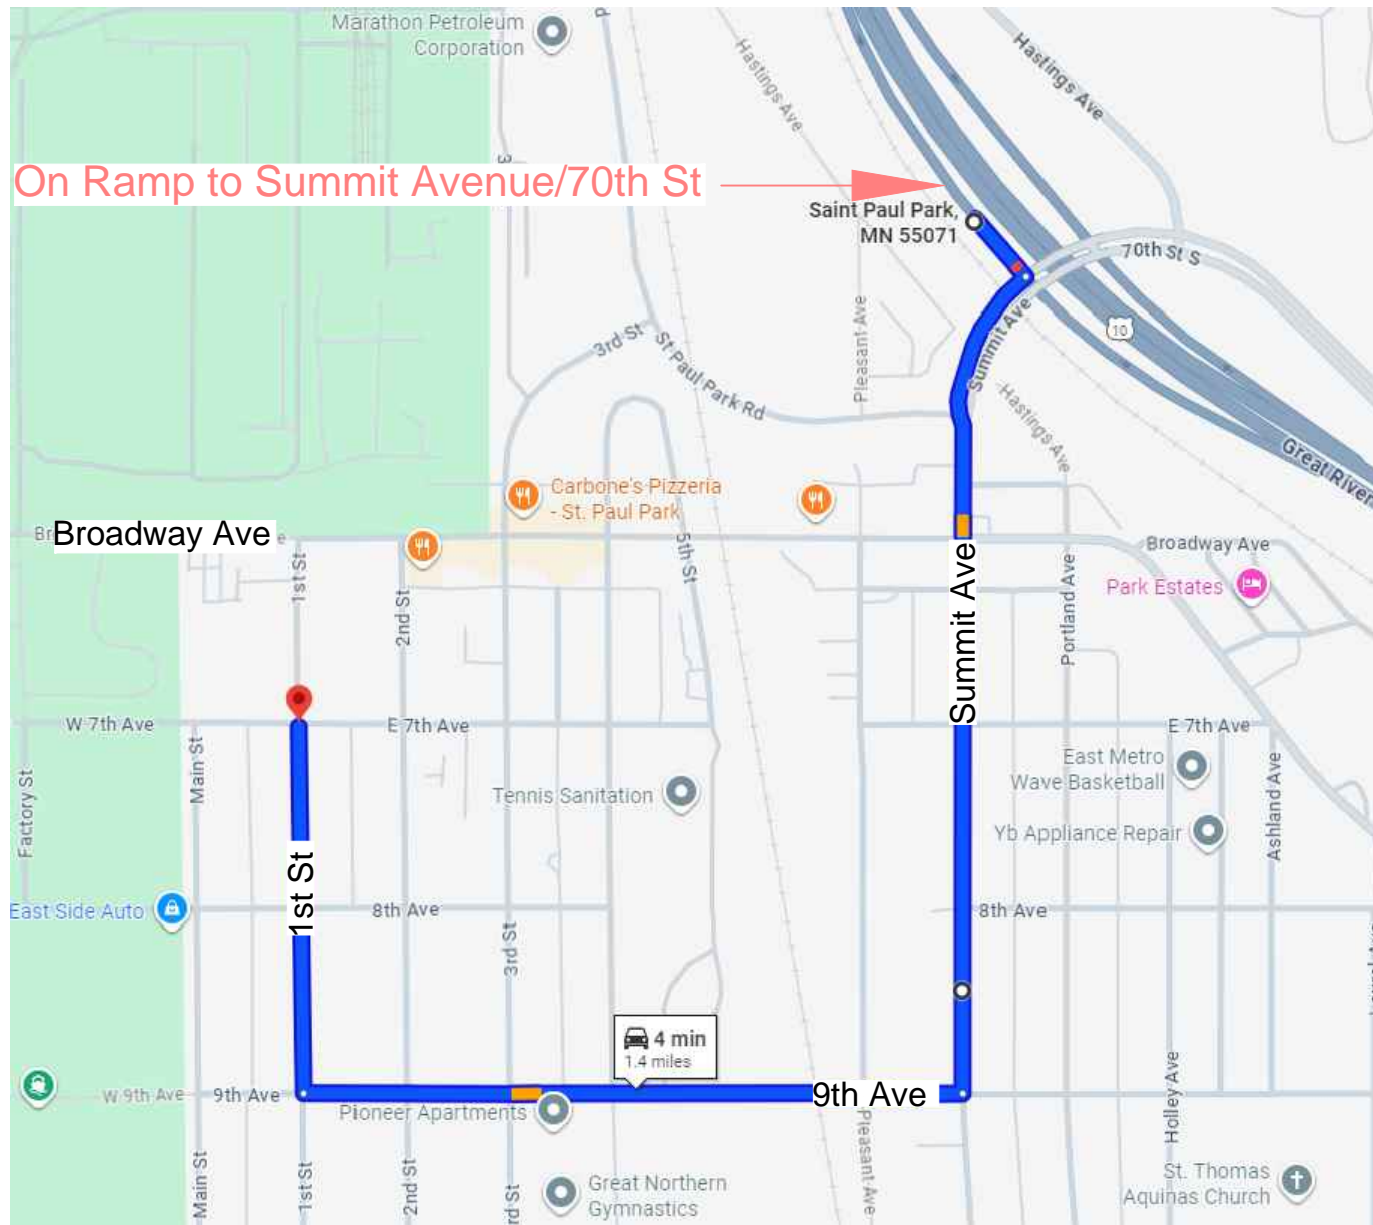 Marathon Petroleum
Corporation
Hastings Ave
Hastings Ave
On Ramp to Summit Avenue/70th St
3
Saint Paul Park,
MN 55071
70th St S
10
Pleasant Ave
Summit Ave
3rd St
St Paul Park Rd
Hastings Ave
Great River
Carbone's Pizzeria
- St. Paul Park
Broadway Ave
Broadway Ave
Park Estates
1st St
2nd St
5th St
Summit Ave
Portland Ave
W 7th Ave
E 7th Ave
E 7th Ave
Main St
Factory St
Tennis Sanitation
East Metro
Wave Basketball
Yb Appliance Repair
Ashland Ave
1st St
East Side Auto
8th Ave
8th Ave
3rd St
4 min
1.4 miles
W 9th Ave
9th Ave
9th Ave
Pioneer Apartments
Holley Ave
Pleasant Ave
Main St
1st St
2nd St
rd St
Great Northern
Gymnastics
St. Thomas
Aquinas Church